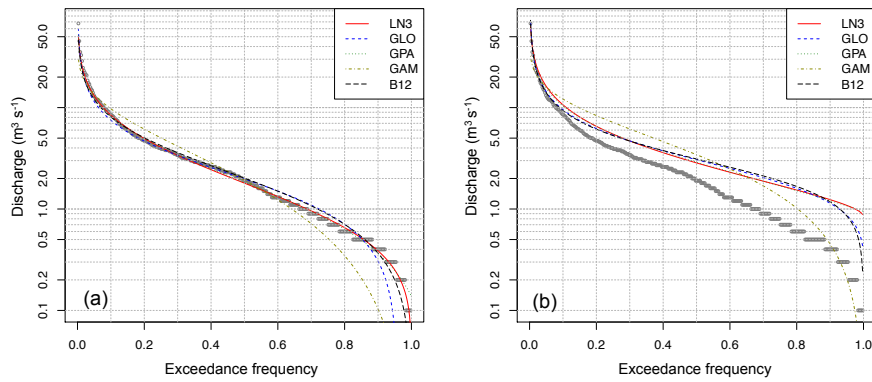 LN3
GLO
GPA
GAM
B12
50.0
20.0
5.0
2.0
1.0
0.5
0.2
0.1
Discharge (m³ s⁻¹)
(a)
0.0 0.2 0.4 0.6 0.8 1.0
Exceedance frequency
LN3
GLO
GPA
GAM
B12
50.0
20.0
5.0
2.0
1.0
0.5
0.2
0.1
Discharge (m³ s⁻¹)
(b)
0.0 0.2 0.4 0.6 0.8 1.0
Exceedance frequency